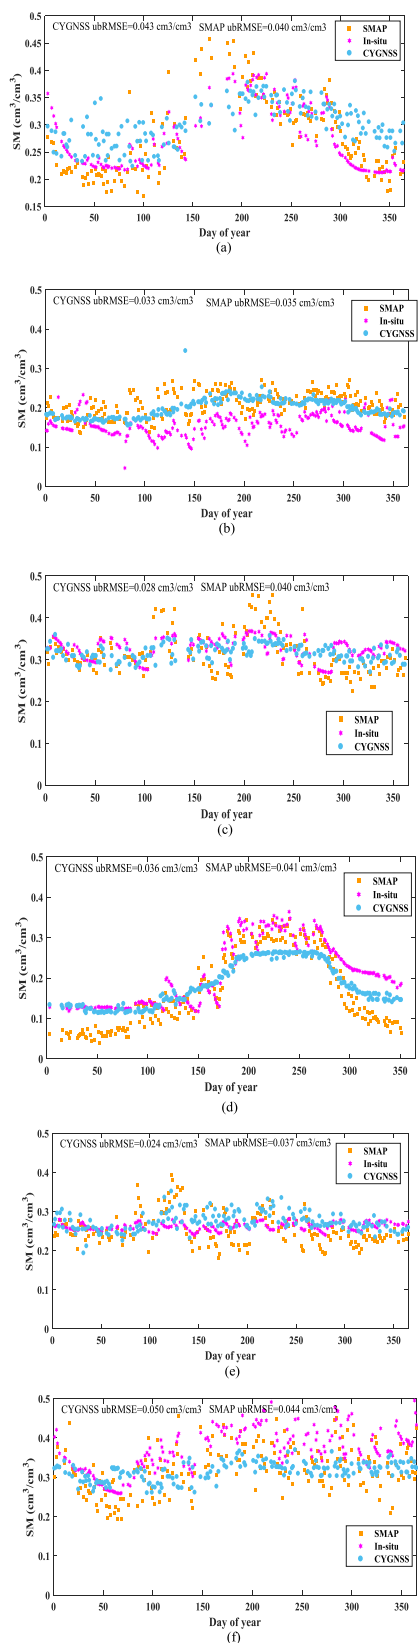 CYGNSS ubRMSE=0.043 cm3/cm3 SMAP ubRMSE=0.040 cm3/cm3
SMAP
In-situ
CYGNSS
SM (cm³/cm³)
0.5
0.45
0.4
0.35
0.3
0.25
0.2
0.15
0 50 100 150 200 250 300 350
Day of year
(a)
CYGNSS ubRMSE=0.033 cm3/cm3 SMAP ubRMSE=0.035 cm3/cm3
SMAP
In-situ
CYGNSS
SM (cm³/cm³)
0.5
0.4
0.3
0.2
0.1
0
0 50 100 150 200 250 300 350
Day of year
(b)
CYGNSS ubRMSE=0.028 cm3/cm3 SMAP ubRMSE=0.040 cm3/cm3
SM (cm³/cm³)
0.5
0.4
0.3
0.2
0.1
0
SMAP
In-situ
CYGNSS
0 50 100 150 200 250 300 350
Day of year
(c)
CYGNSS ubRMSE=0.036 cm3/cm3 SMAP ubRMSE=0.041 cm3/cm3
SMAP
In-situ
CYGNSS
SM (cm³/cm³)
0.5
0.4
0.3
0.2
0.1
0
0 50 100 150 200 250 300 350
Day of year
(d)
CYGNSS ubRMSE=0.024 cm3/cm3 SMAP ubRMSE=0.037 cm3/cm3
SMAP
In-situ
CYGNSS
SM (cm³/cm³)
0.5
0.4
0.3
0.2
0.1
0
0 50 100 150 200 250 300 350
Day of year
(e)
CYGNSS ubRMSE=0.050 cm3/cm3 SMAP ubRMSE=0.044 cm3/cm3
SM (cm³/cm³)
0.5
0.4
0.3
0.2
0.1
0
SMAP
In-situ
CYGNSS
0 50 100 150 200 250 300 350
Day of year
(f)